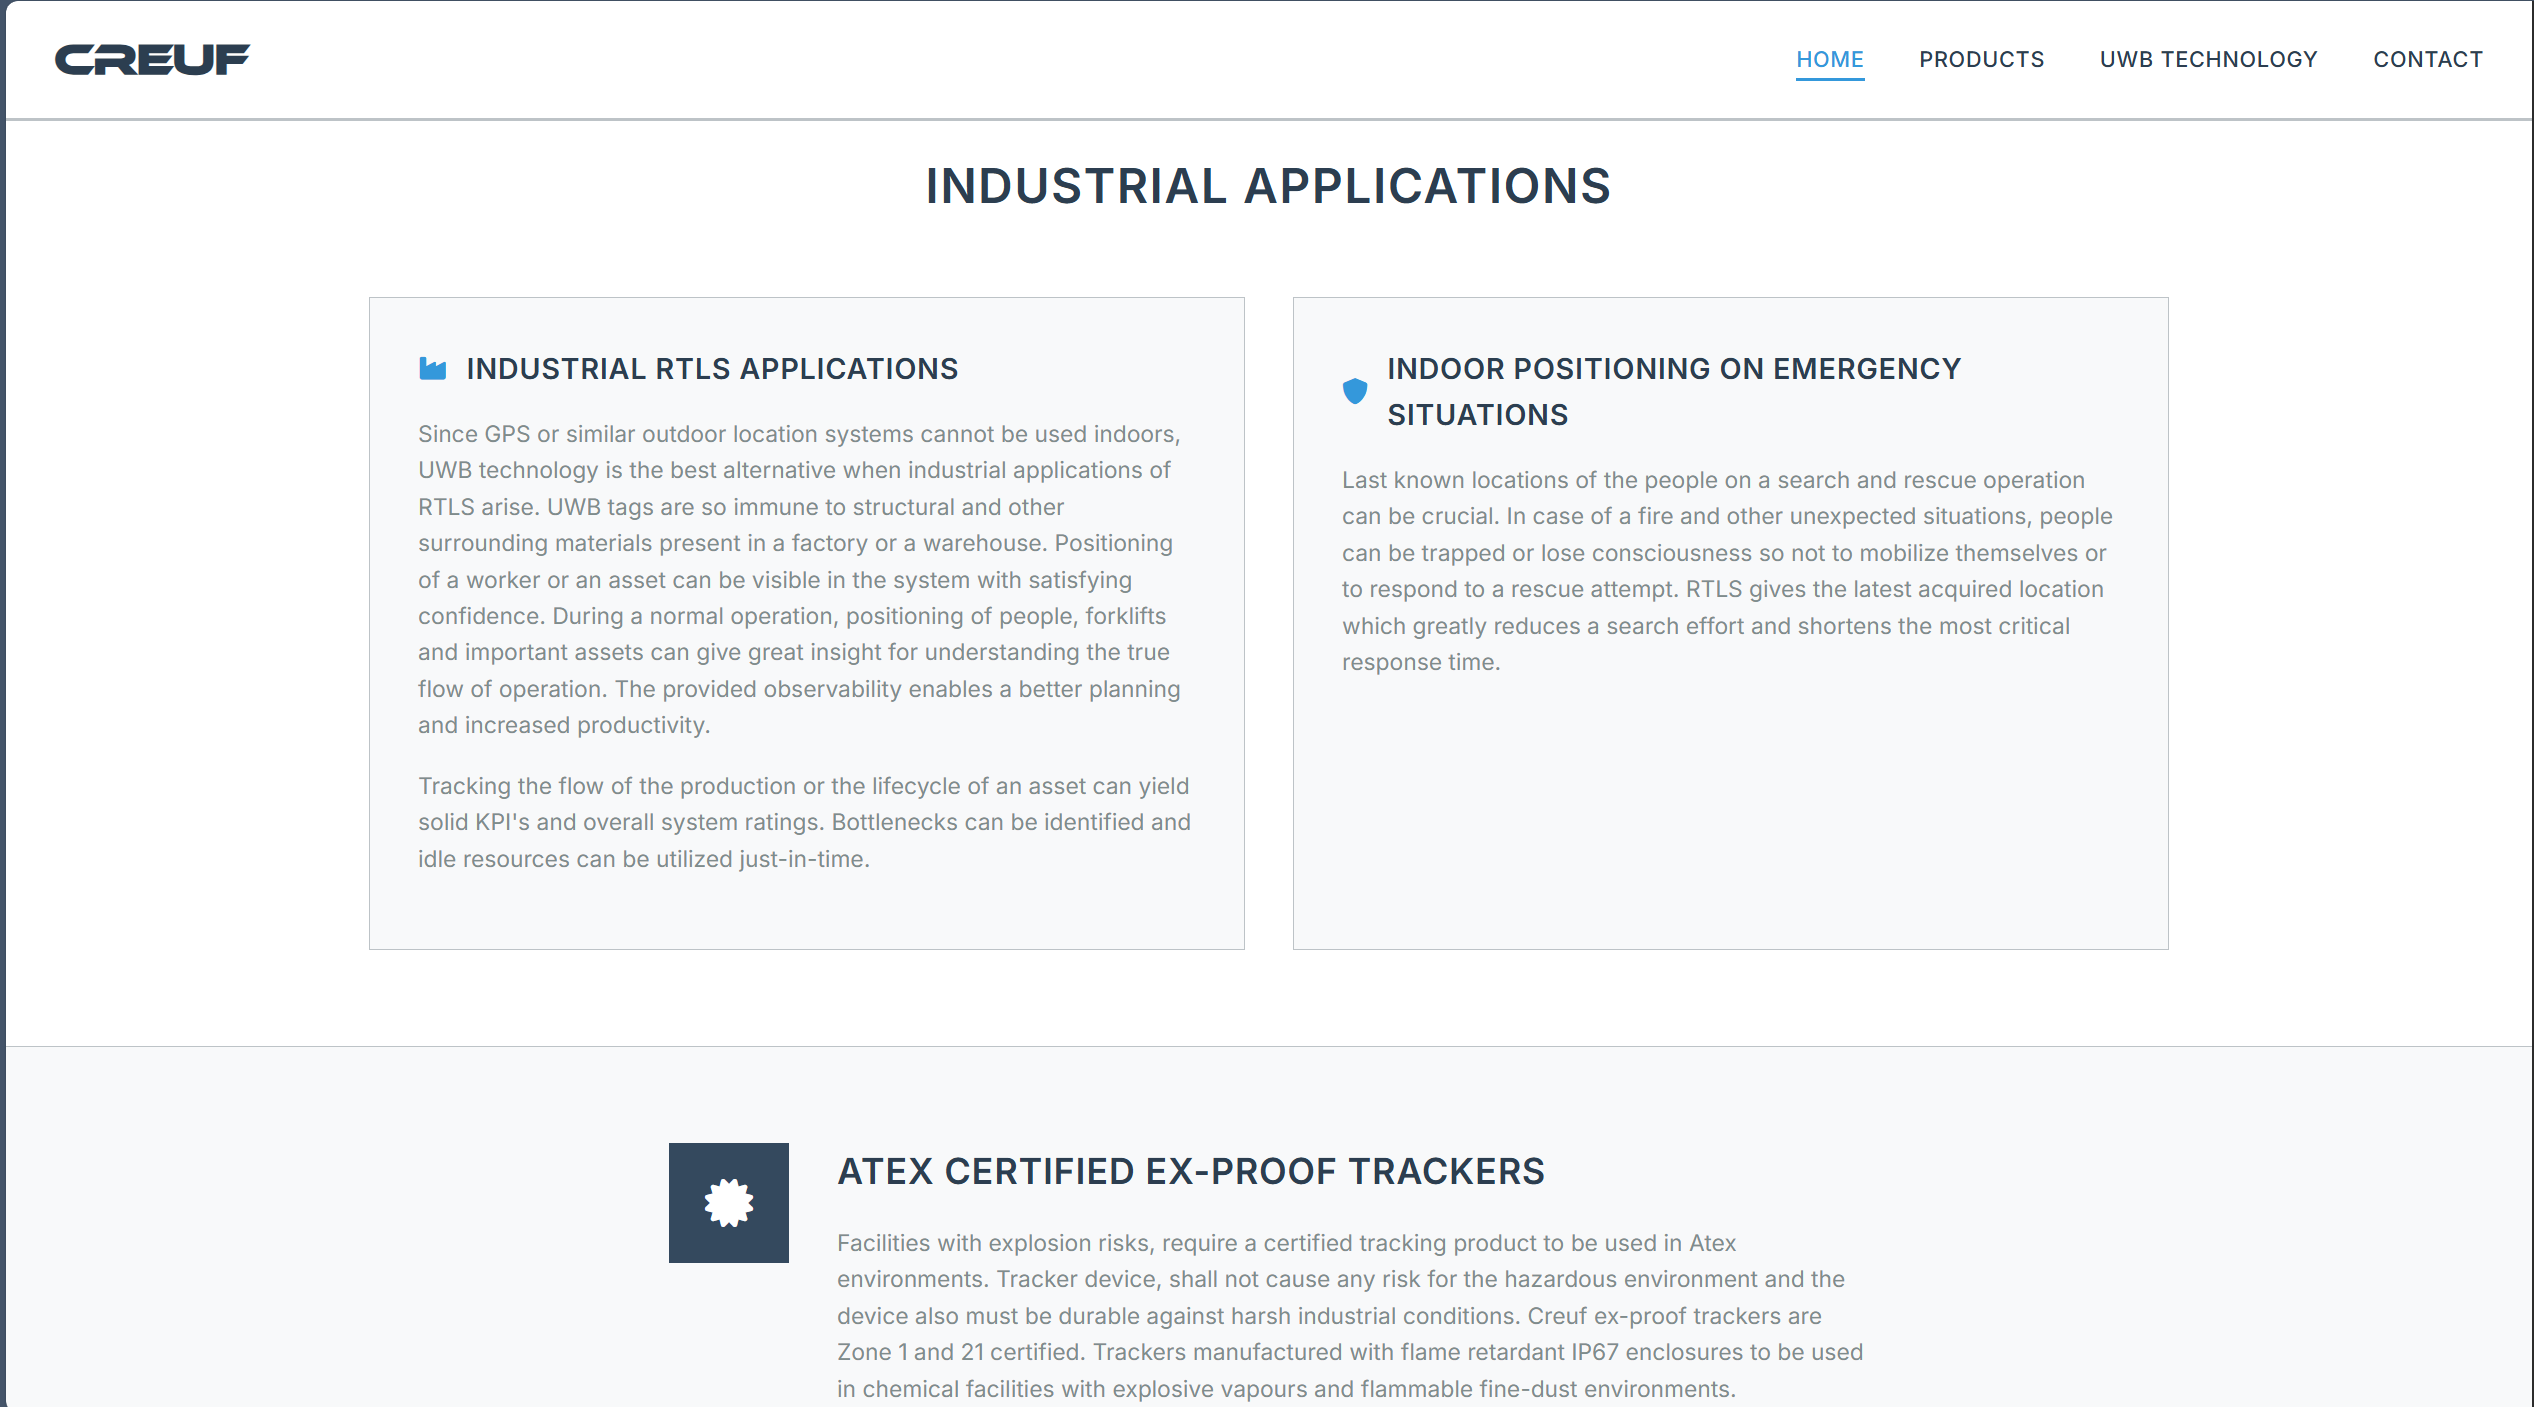 CREUF
HOME
PRODUCTS
UWB TECHNOLOGY
CONTACT
INDUSTRIAL APPLICATIONS
INDUSTRIAL RTLS APPLICATIONS
Since GPS or similar outdoor location systems cannot be used indoors,
UWB technology is the best alternative when industrial applications of
RTLS arise. UWB tags are so immune to structural and other
surrounding materials present in a factory or a warehouse. Positioning
of a worker or an asset can be visible in the system with satisfying
confidence. During a normal operation, positioning of people, forklifts
and important assets can give great insight for understanding the true
flow of operation. The provided observability enables a better planning
and increased productivity.
Tracking the flow of the production or the lifecycle of an asset can yield
solid KPI's and overall system ratings. Bottlenecks can be identified and
idle resources can be utilized just-in-time.
INDOOR POSITIONING ON EMERGENCY
SITUATIONS
Last known locations of the people on a search and rescue operation
can be crucial. In case of a fire and other unexpected situations, people
can be trapped or lose consciousness so not to mobilize themselves or
to respond to a rescue attempt. RTLS gives the latest acquired location
which greatly reduces a search effort and shortens the most critical
response time.
ATEX CERTIFIED EX-PROOF TRACKERS
Facilities with explosion risks, require a certified tracking product to be used in Atex
environments. Tracker device, shall not cause any risk for the hazardous environment and the
device also must be durable against harsh industrial conditions. Creuf ex-proof trackers are
Zone 1 and 21 certified. Trackers manufactured with flame retardant IP67 enclosures to be used
in chemical facilities with explosive vapours and flammable fine-dust environments.